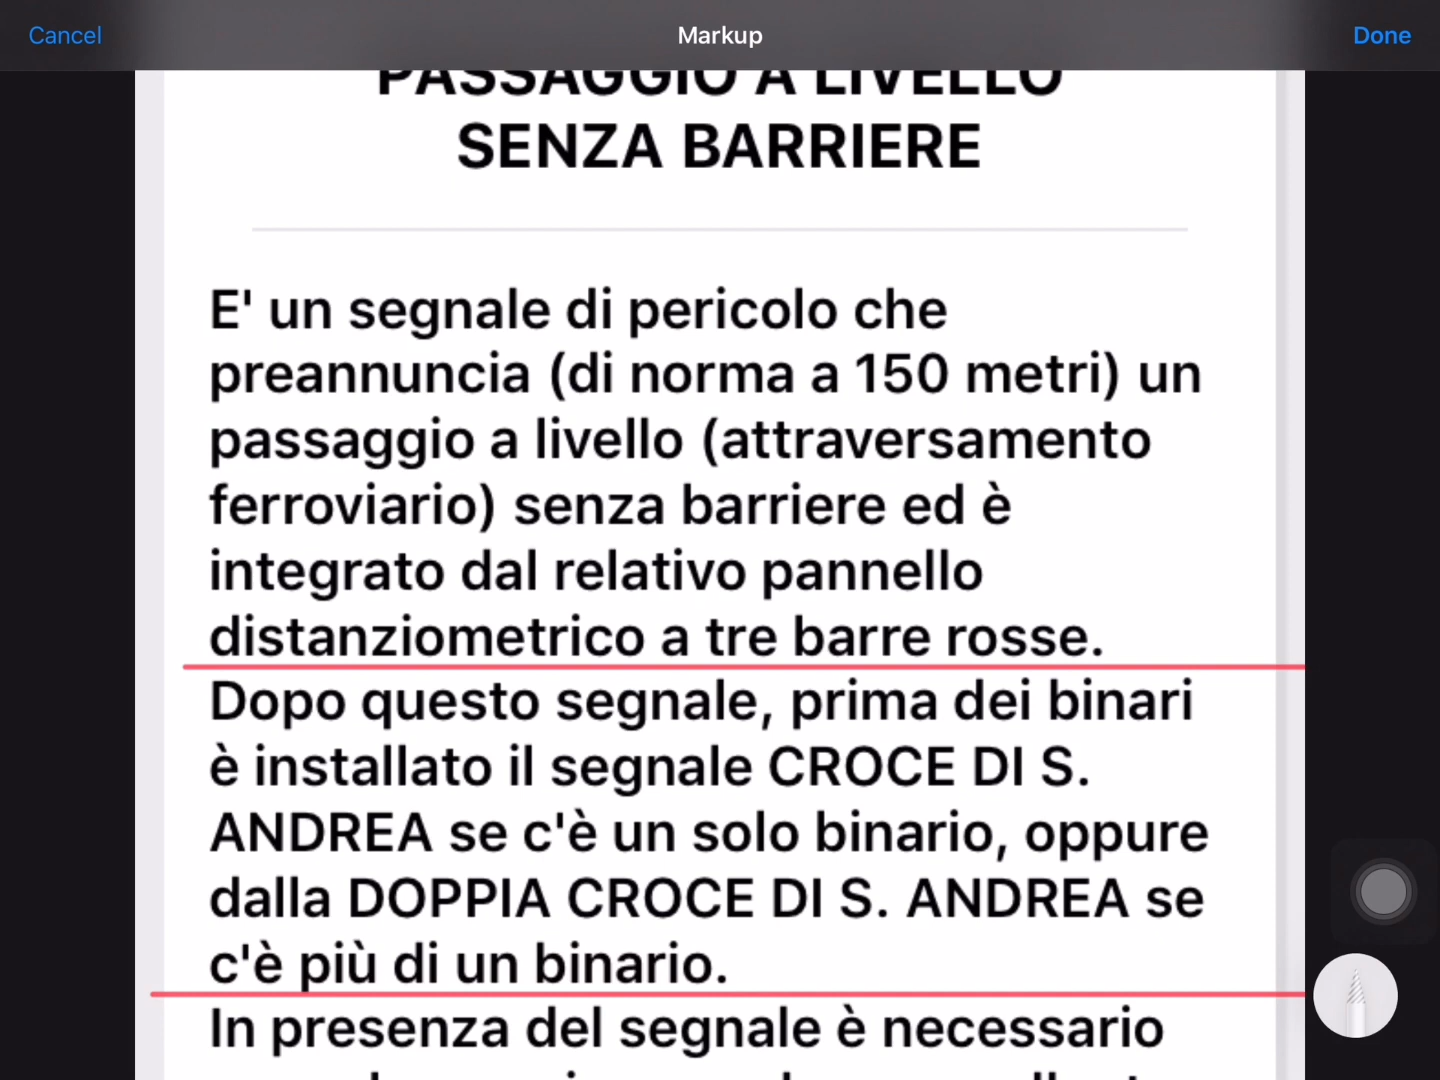 Cancel
Markup
Done
PASSAGGIO A LIVELLO
SENZA BARRIERE
E' un segnale di pericolo che
preannuncia (di norma a 150 metri) un
passaggio a livello (attraversamento
ferroviario) senza barriere ed è
integrato dal relativo pannello
distanziometrico a tre barre rosse.
Dopo questo segnale, prima dei binari
è installato il segnale CROCE DI S.
ANDREA se c'è un solo binario, oppure
dalla DOPPIA CROCE DI S. ANDREA se
c'è più di un binario.
In presenza del segnale è necessario